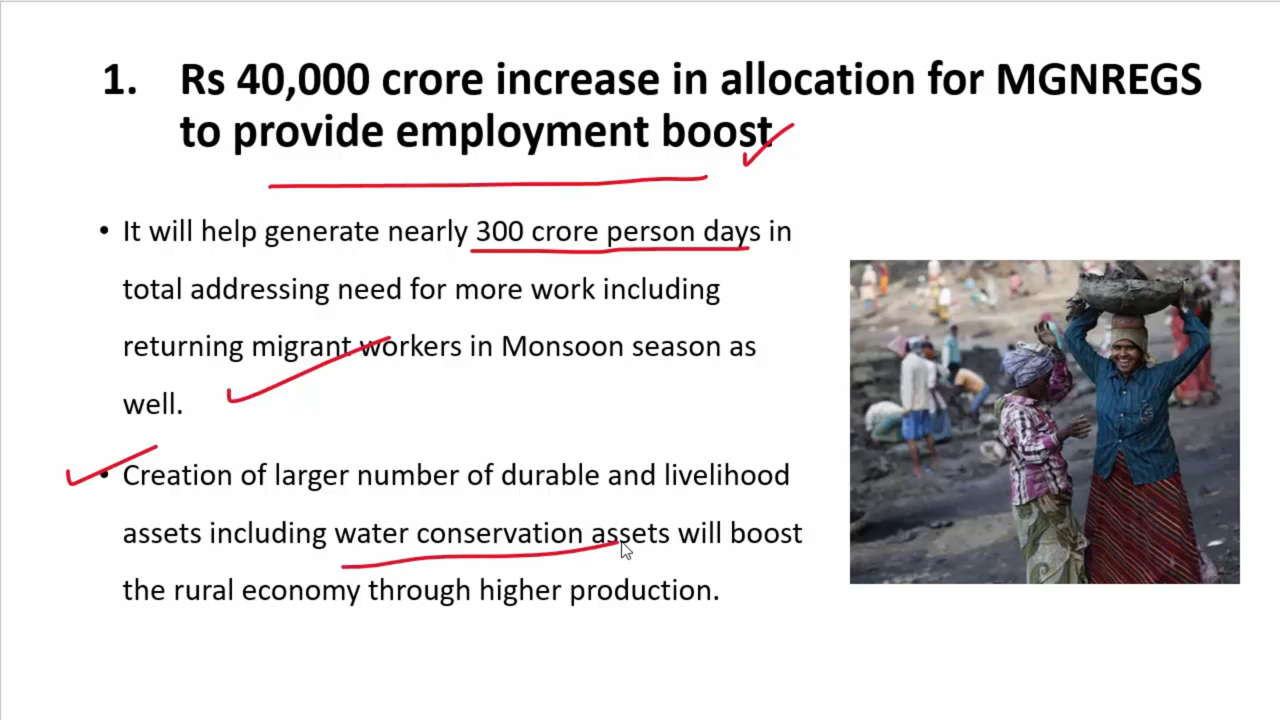 1. Rs 40,000 crore increase in allocation for MGNREGS
to provide employment boost
• It will help generate nearly 300 crore person days in
total addressing need for more work including
returning migrant workers in Monsoon season as
well.
• Creation of larger number of durable and livelihood
assets including water conservation assets will boost
the rural economy through higher production.